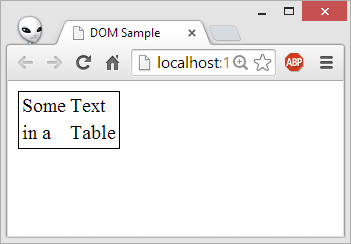 DOM Sample
localhost:1
ABP
Some Text
in a Table